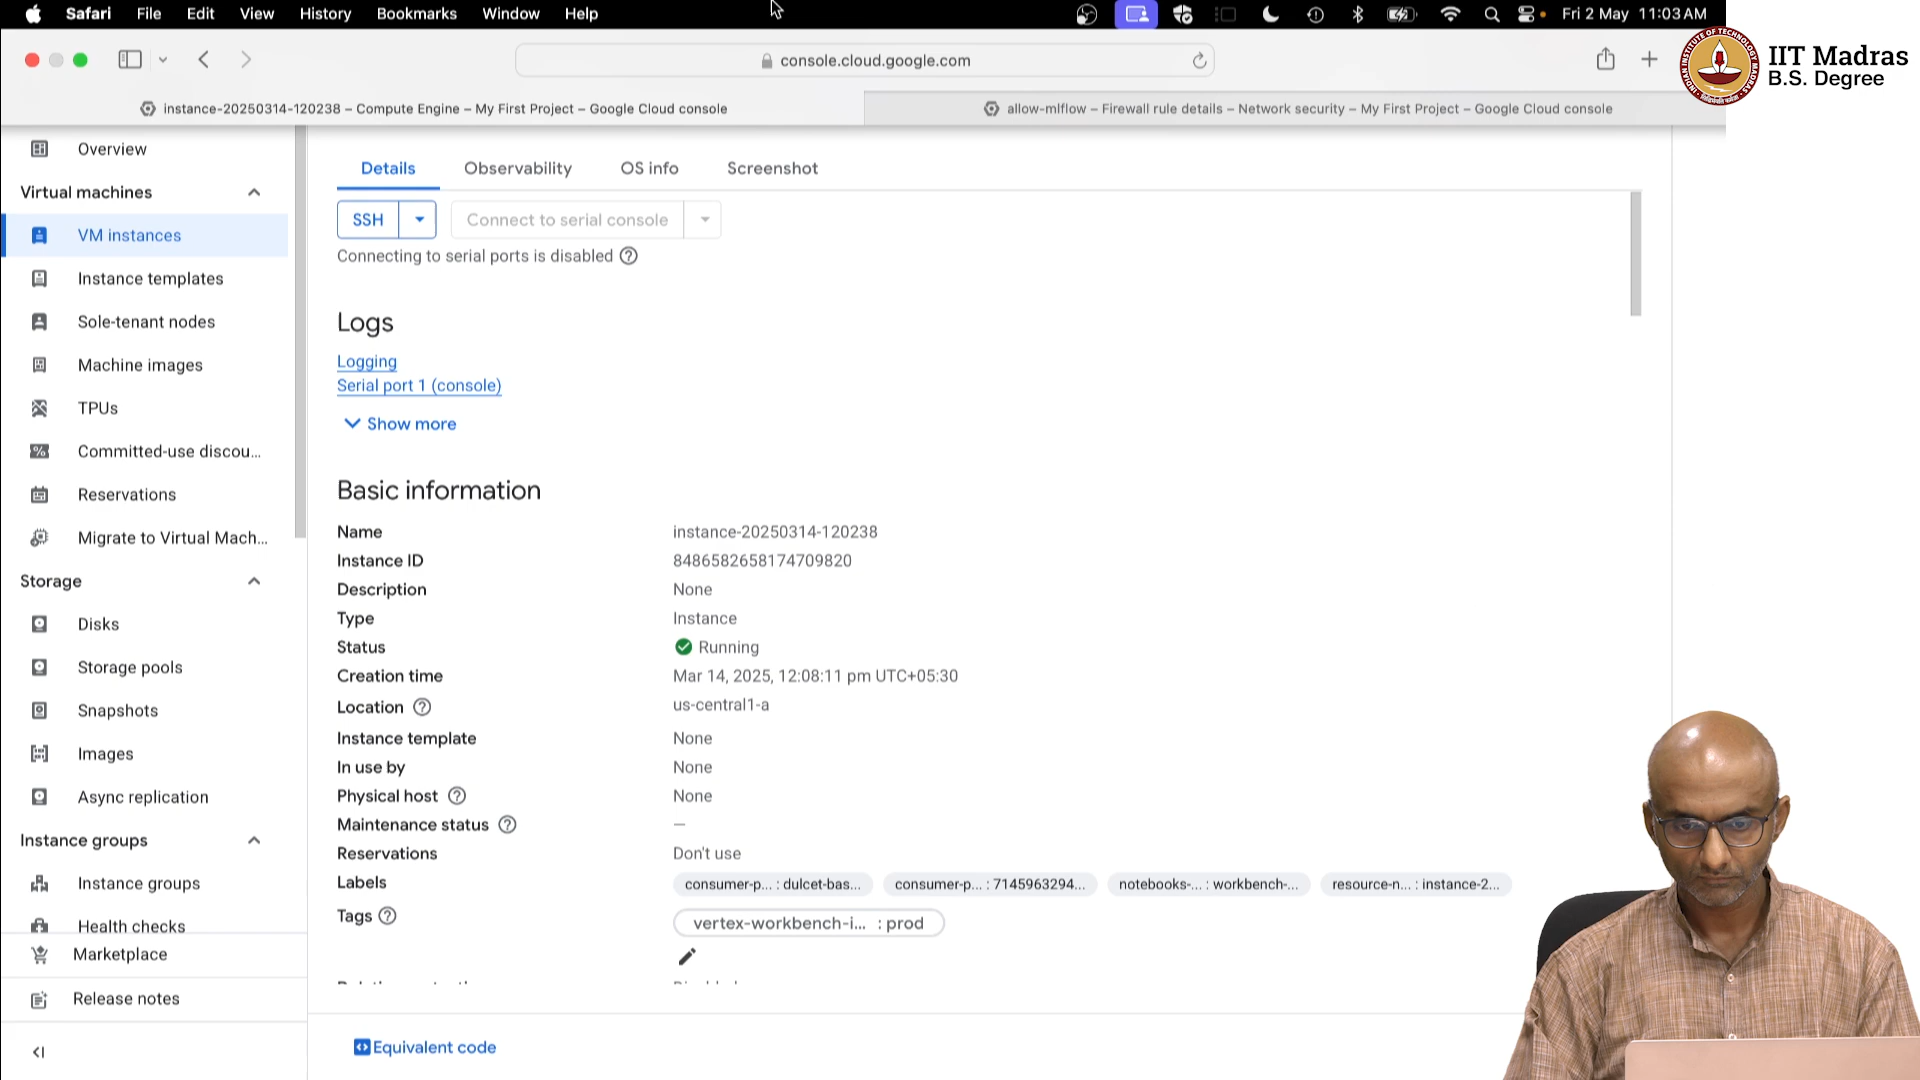 Safari File Edit View History Bookmarks Window Help Fri 2 May 11:03 AM
IIT Madras
B.S. Degree
console.cloud.google.com
instance-20250314-120238 – Compute Engine – My First Project – Google Cloud console
allow-mlflow – Firewall rule details – Network security – My First Project – Google Cloud console
Overview
Virtual machines
VM instances
Instance templates
Sole-tenant nodes
Machine images
TPUs
Committed-use discou...
Reservations
Migrate to Virtual Mach...
Storage
Disks
Storage pools
Snapshots
Images
Async replication
Instance groups
Instance groups
Health checks
Marketplace
Release notes
Details Observability OS info Screenshot
SSH Connect to serial console
Connecting to serial ports is disabled
Logs
Logging
Serial port 1 (console)
Show more
Basic information
Name instance-20250314-120238
Instance ID 8486582658174709820
Description None
Type Instance
Status Running
Creation time Mar 14, 2025, 12:08:11 pm UTC+05:30
Location us-central1-a
Instance template None
In use by None
Physical host None
Maintenance status —
Reservations Don't use
Labels consumer-p... : dulcet-bas... consumer-p... : 7145963294... notebooks-... : workbench-... resource-n... : instance-2...
Tags vertex-workbench-i... : prod
Equivalent code